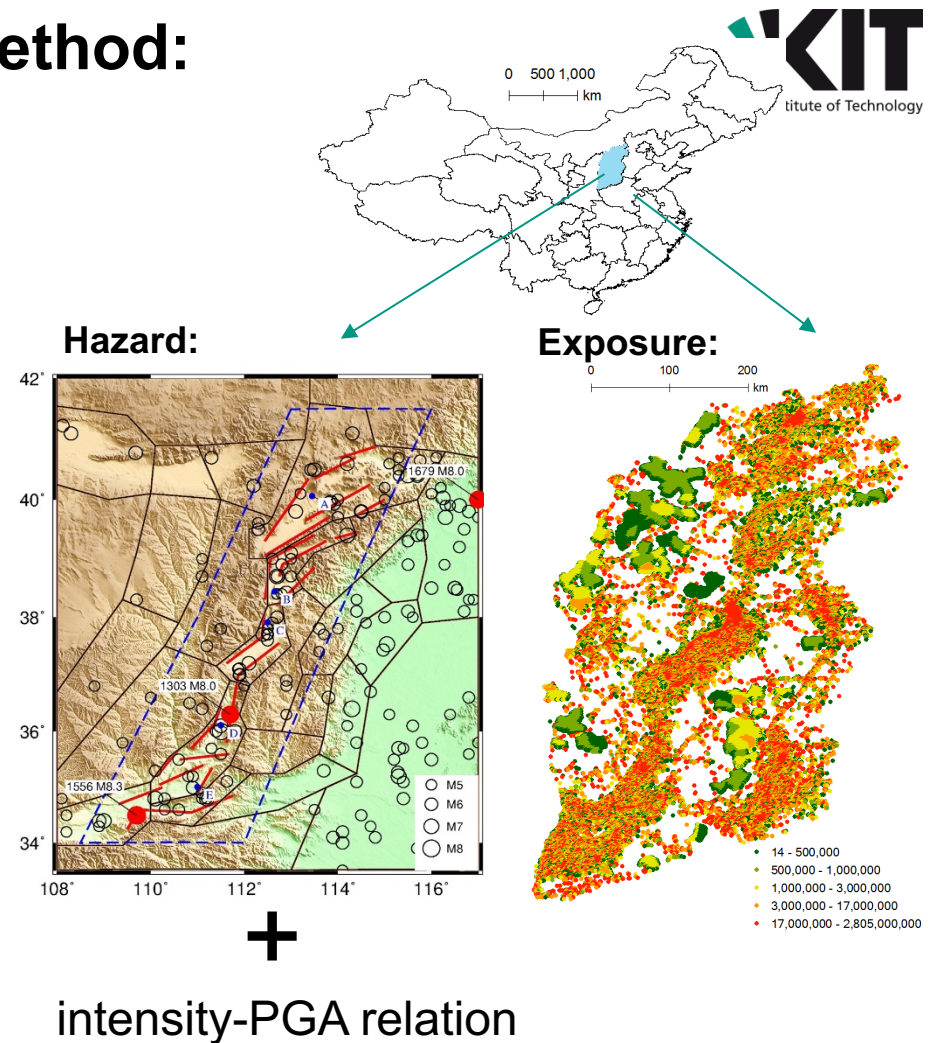 ethod:
KIT
titute of Technology
0 500 1,000
km
Hazard:
Exposure:
0 100 200
km
42°
40°
38°
36°
34°
108° 110° 112° 114° 116°
1679 M8.0
A
B
C
1303 M8.0
D
1556 M8.3
E
M5
M6
M7
M8
14 - 500,000
500,000 - 1,000,000
1,000,000 - 3,000,000
3,000,000 - 17,000,000
17,000,000 - 2,805,000,000
+
intensity-PGA relation